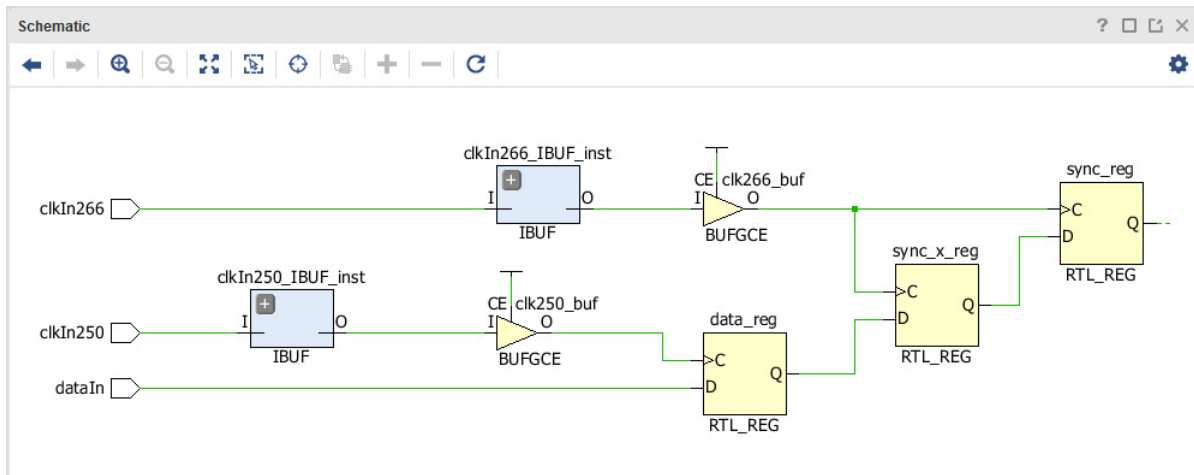 Schematic
?
clkIn266_IBUF_inst
sync_reg
CE clk266_buf
clkIn266
I
O
I
O
C
Q
IBUF
BUFGCE
sync_x_reg
D
clkIn250_IBUF_inst
RTL_REG
C
CE clk250_buf
Q
data_reg
D
clkIn250
I
O
I
O
RTL_REG
IBUF
BUFGCE
C
Q
dataIn
D
RTL_REG